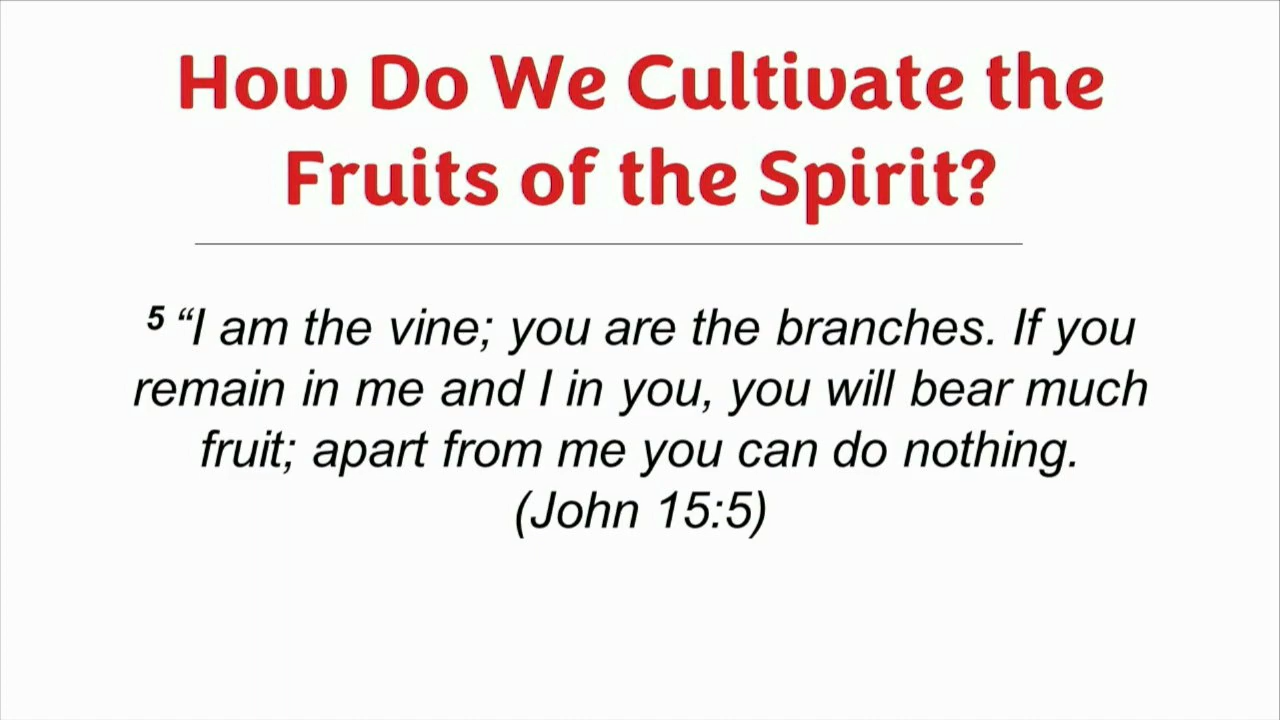 How Do We Cultivate the
Fruits of the Spirit?
5 “I am the vine; you are the branches. If you
remain in me and I in you, you will bear much
fruit; apart from me you can do nothing.
(John 15:5)